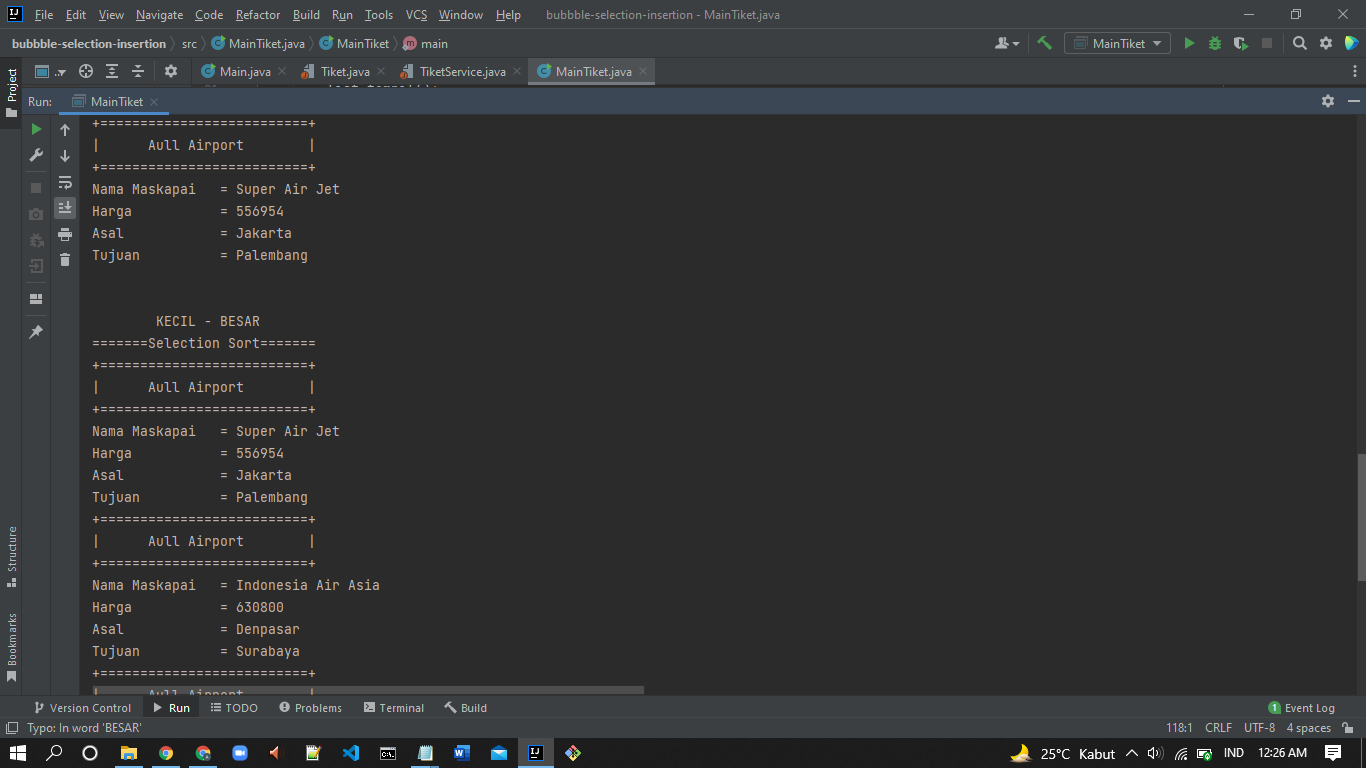 File Edit View Navigate Code Refactor Build Run Tools VCS Window Help bubbble-selection-insertion - MainTiket.java
bubbble-selection-insertion src MainTiket.java MainTiket main MainTiket
Project Main.java Tiket.java TiketService.java MainTiket.java
Run: MainTiket
+==========================+
|      Aull Airport        |
+==========================+
Nama Maskapai   = Super Air Jet
Harga           = 556954
Asal            = Jakarta
Tujuan          = Palembang
KECIL - BESAR
=======Selection Sort=======
+==========================+
|      Aull Airport        |
+==========================+
Nama Maskapai   = Super Air Jet
Harga           = 556954
Asal            = Jakarta
Tujuan          = Palembang
+==========================+
|      Aull Airport        |
+==========================+
Nama Maskapai   = Indonesia Air Asia
Harga           = 630800
Asal            = Denpasar
Tujuan          = Surabaya
+==========================+
|      Aull Airport        |
Structure
Bookmarks
Version Control Run TODO Problems Terminal Build 1 Event Log
Typo: In word 'BESAR' 118:1 CRLF UTF-8 4 spaces
25°C Kabut IND 12:26 AM